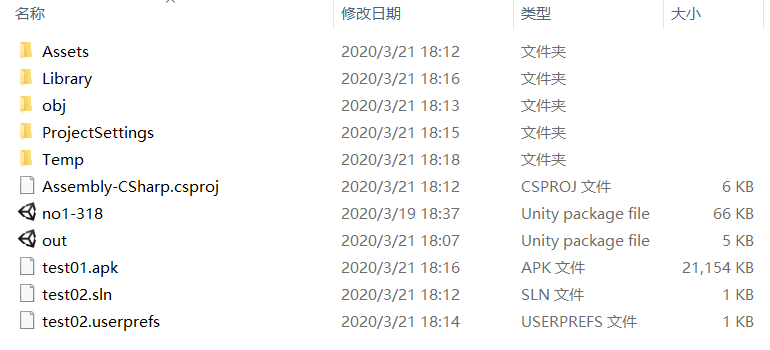 名称 修改日期 类型 大小
Assets 2020/3/21 18:12 文件夹
Library 2020/3/21 18:16 文件夹
obj 2020/3/21 18:13 文件夹
ProjectSettings 2020/3/21 18:15 文件夹
Temp 2020/3/21 18:18 文件夹
Assembly-CSharp.csproj 2020/3/21 18:12 CSPROJ 文件 6 KB
no1-318 2020/3/19 18:37 Unity package file 66 KB
out 2020/3/21 18:07 Unity package file 5 KB
test01.apk 2020/3/21 18:16 APK 文件 21,154 KB
test02.sln 2020/3/21 18:12 SLN 文件 1 KB
test02.userprefs 2020/3/21 18:14 USERPREFS 文件 1 KB